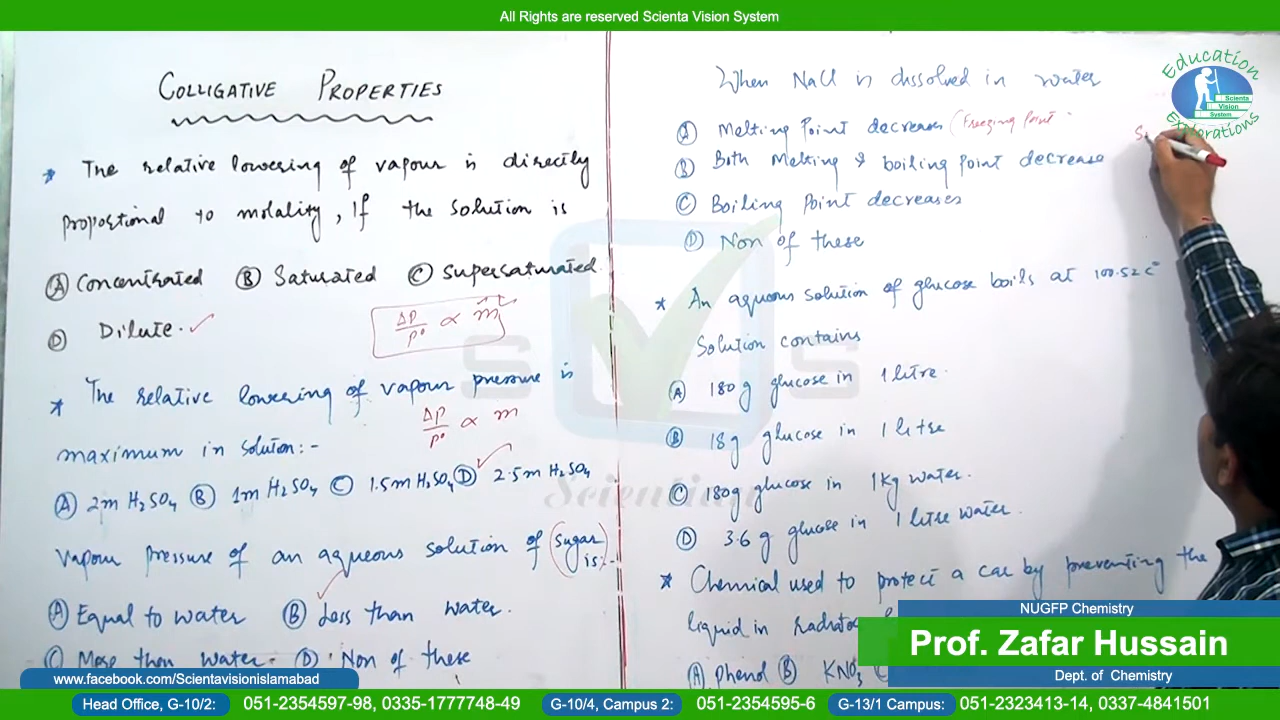 All Rights are reserved Scienta Vision System
COLLIGATIVE PROPERTIES
* The relative lowering of vapour is directly
proportional to molality, if the solution is
(A) Concentrated (B) Saturated (C) Supersaturated.
(D) Dilute. ✓
ΔP/P° ∝ m
* The relative lowering of vapour pressure is
ΔP/P° ∝ m
maximum in solution:-
(A) 2m H₂SO₄ (B) 1m H₂SO₄ (C) 1.5m H₂SO₄ (D) 2.5m H₂SO₄ ✓
Vapour pressure of an aqueous solution of (sugar
is:-
(A) Equal to water (B) Less than water. ✓
(C) More than water. (D) Non of these
When NaCl is dissolved in water
(A) Melting Point decreases (Freezing Point
(B) Both Melting & boiling point decrease
(C) Boiling Point decreases
(D) Non of these
* An aqueous solution of glucose boils at 100.52 C°
Solution contains
(A) 180g glucose in 1 litre.
(B) 18g glucose in 1 litre
(C) 180g glucose in 1kg water.
(D) 3.6 g glucose in 1 litre water.
* Chemical used to protect a car by preventing the
liquid in
(A) Phenol (B) KNO₃
Education
Scienta
Vision
System
Explorations
SVS
NUGFP Chemistry
Prof. Zafar Hussain
Dept. of Chemistry
www.facebook.com/Scientavisionislamabad
Head Office, G-10/2: 051-2354597-98, 0335-1777748-49 G-10/4, Campus 2: 051-2354595-6 G-13/1 Campus: 051-2323413-14, 0337-4841501